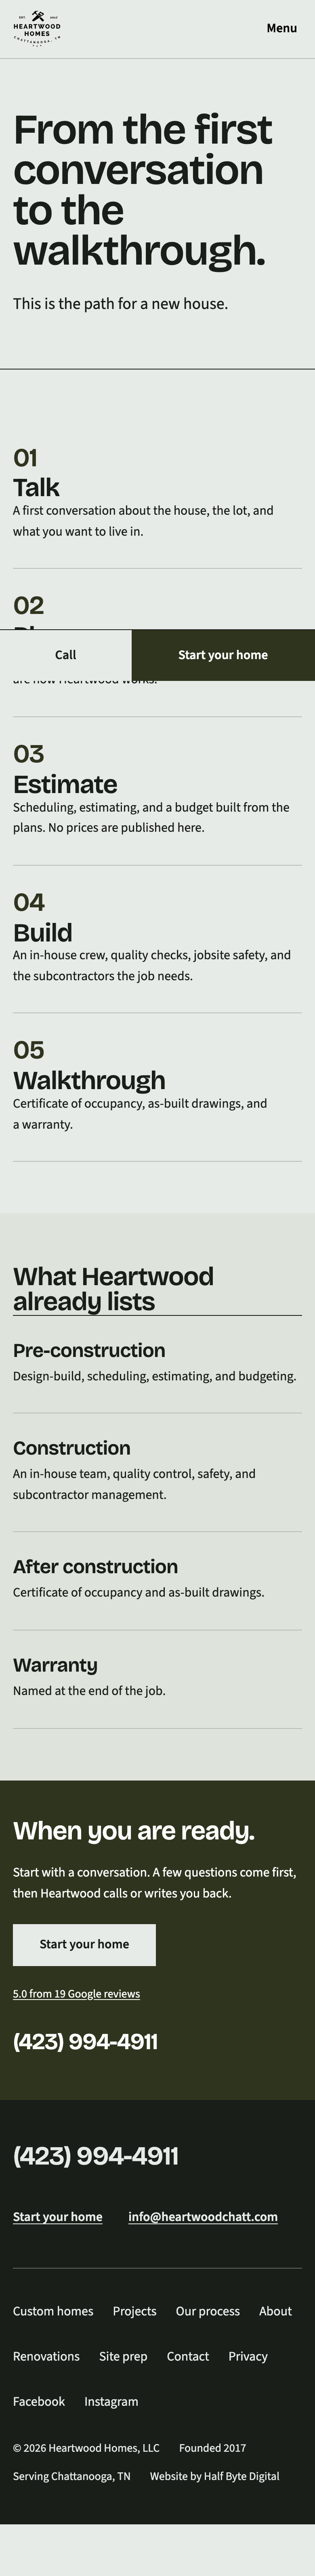 EST. 2017
HEARTWOOD
HOMES
CHATTANOOGA, TN
Menu
From the first
conversation
to the
walkthrough.
This is the path for a new house.
01
Talk
A first conversation about the house, the lot, and
what you want to live in.
02
Call
Start your home
are how Heartwood works.
03
Estimate
Scheduling, estimating, and a budget built from the
plans. No prices are published here.
04
Build
An in-house crew, quality checks, jobsite safety, and
the subcontractors the job needs.
05
Walkthrough
Certificate of occupancy, as-built drawings, and
a warranty.
What Heartwood
already lists
Pre-construction
Design-build, scheduling, estimating, and budgeting.
Construction
An in-house team, quality control, safety, and
subcontractor management.
After construction
Certificate of occupancy and as-built drawings.
Warranty
Named at the end of the job.
When you are ready.
Start with a conversation. A few questions come first,
then Heartwood calls or writes you back.
Start your home
5.0 from 19 Google reviews
(423) 994-4911
(423) 994-4911
Start your home info@heartwoodchatt.com
Custom homes Projects Our process About
Renovations Site prep Contact Privacy
Facebook Instagram
© 2026 Heartwood Homes, LLC Founded 2017
Serving Chattanooga, TN Website by Half Byte Digital